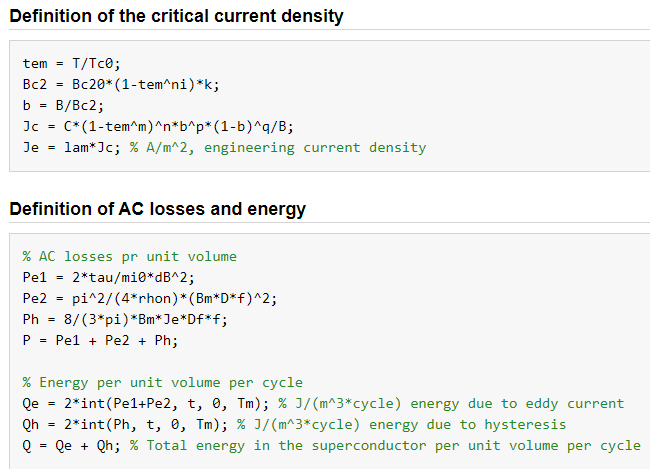 Definition of the critical current density
tem = T/Tc0;
Bc2 = Bc20*(1-tem^ni)*k;
b = B/Bc2;
Jc = C*(1-tem^m)^n*b^p*(1-b)^q/B;
Je = lam*Jc; % A/m^2, engineering current density
Definition of AC losses and energy
% AC losses pr unit volume
Pe1 = 2*tau/mi0*dB^2;
Pe2 = pi^2/(4*rhon)*(Bm*D*f)^2;
Ph = 8/(3*pi)*Bm*Je*Df*f;
P = Pe1 + Pe2 + Ph;
% Energy per unit volume per cycle
Qe = 2*int(Pe1+Pe2, t, 0, Tm); % J/(m^3*cycle) energy due to eddy current
Qh = 2*int(Ph, t, 0, Tm); % J/(m^3*cycle) energy due to hysteresis
Q = Qe + Qh; % Total energy in the superconductor per unit volume per cycle